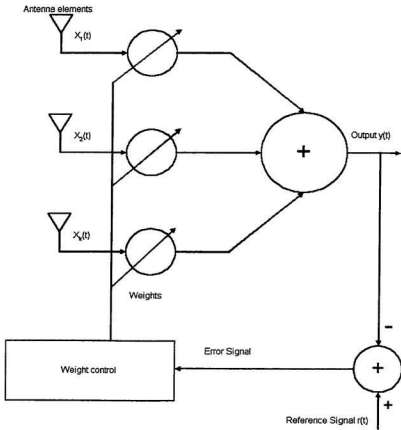 Antenna elements
X1(t)
X2(t)
Xk(t)
+
Output y(t)
Weights
Weight control
Error Signal
−
+
+
Reference Signal r(t)